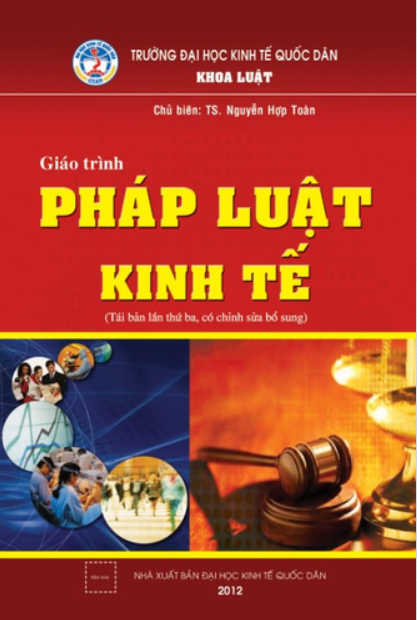 TRƯỜNG ĐẠI HỌC KINH TẾ QUỐC DÂN
KHOA LUẬT
Chủ biên: TS. Nguyễn Hợp Toàn
Giáo trình
PHÁP LUẬT
KINH TẾ
(Tái bản lần thứ ba, có chỉnh sửa bổ sung)
NHÀ XUẤT BẢN ĐẠI HỌC KINH TẾ QUỐC DÂN
2012